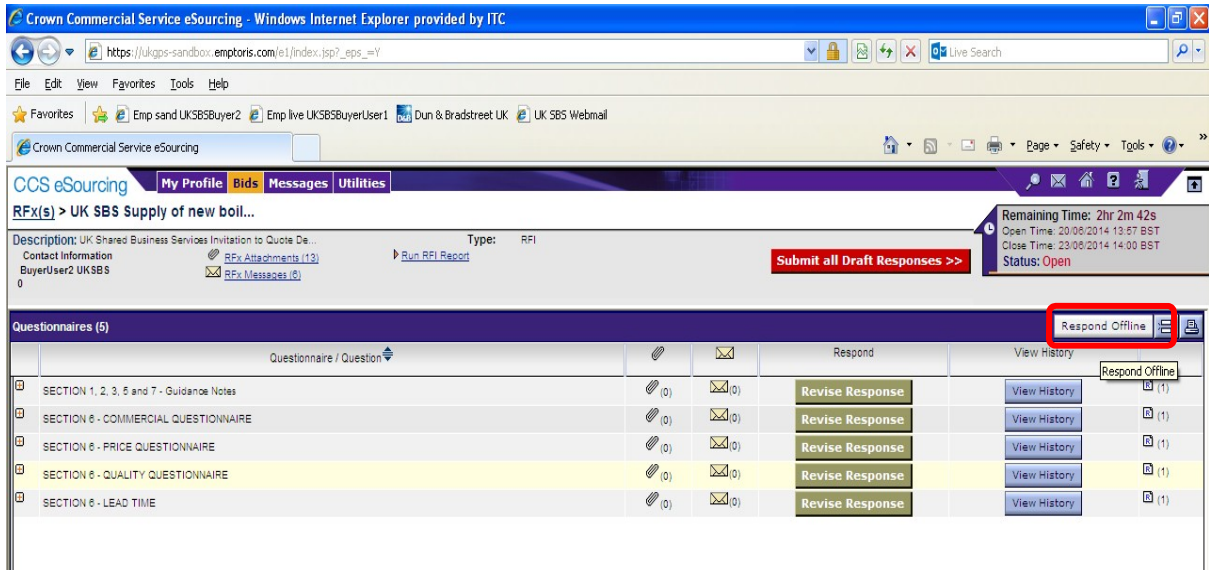 Crown Commercial Service eSourcing - Windows Internet Explorer provided by ITC
https://ukgps-sandbox.emptoris.com/e1/index.jsp?_eps_=Y
Live Search
File Edit View Favorites Tools Help
Favorites Emp sand UKSBSBuyer2 Emp live UKSBSBuyerUser1 Dun & Bradstreet UK UK SBS Webmail
Crown Commercial Service eSourcing
Page Safety Tools
CCS eSourcing My Profile Bids Messages Utilities
RFx(s) > UK SBS Supply of new boil...
Remaining Time: 2hr 2m 42s
Open Time: 20/06/2014 13:57 BST
Close Time: 23/06/2014 14:00 BST
Status: Open
Description: UK Shared Business Services Invitation to Quote De... Type: RFI
Contact Information RFx Attachments (13) Run RFI Report
BuyerUser2 UKSBS RFx Messages (6)
0
Submit all Draft Responses >>
Questionnaires (5) Respond Offline
Questionnaire / Question Respond View History
Respond Offline
SECTION 1, 2, 3, 5 and 7 - Guidance Notes (0) (0) Revise Response View History R (1)
SECTION 6 - COMMERCIAL QUESTIONNAIRE (0) (0) Revise Response View History R (1)
SECTION 6 - PRICE QUESTIONNAIRE (0) (0) Revise Response View History R (1)
SECTION 6 - QUALITY QUESTIONNAIRE (0) (0) Revise Response View History R (1)
SECTION 6 - LEAD TIME (0) (0) Revise Response View History R (1)